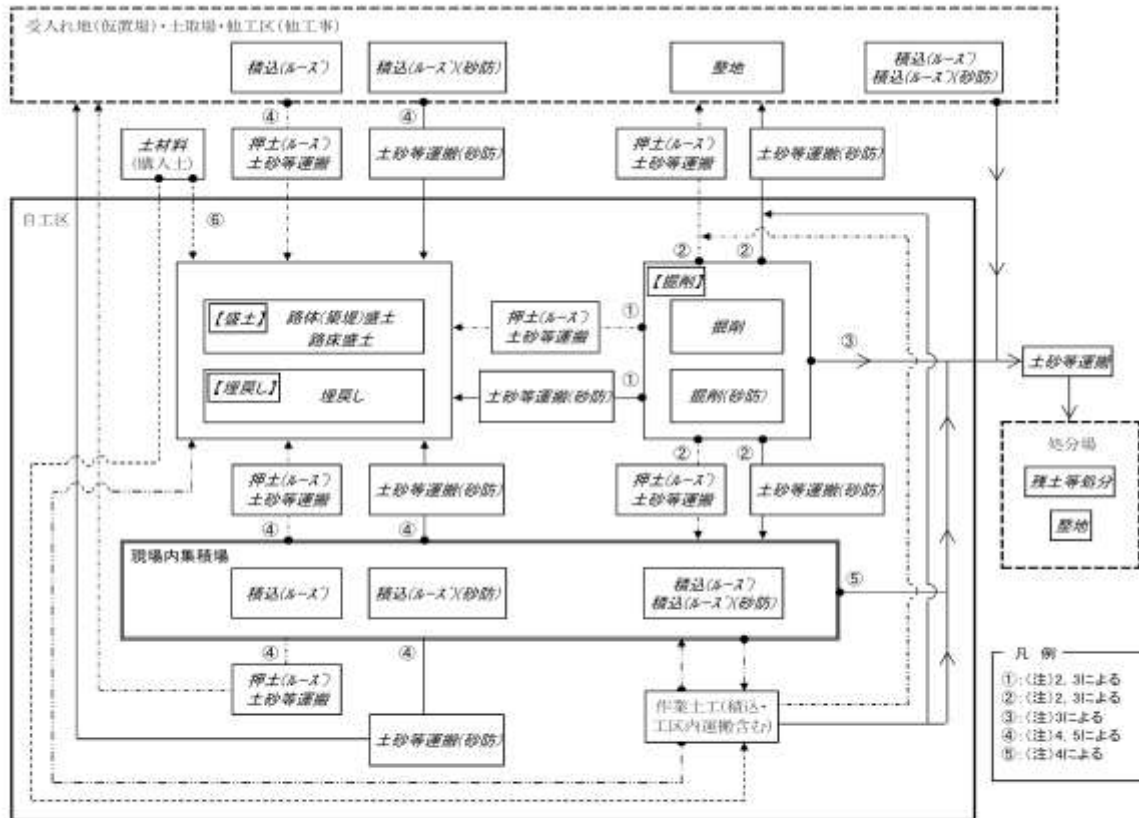 受入れ地(仮置場)・土取場・他工区(他工事)
積込(ルーズ)
積込(ルーズ)(砂防)
整地
積込(ルーズ)
積込(ルーズ)(砂防)
④
④
土材料
(購入土)
押土(ルーズ)
土砂等運搬
土砂等運搬(砂防)
押土(ルーズ)
土砂等運搬
土砂等運搬(砂防)
自工区
⑥
②
②
【掘削】
【盛土】
路体(築堤)盛土
路床盛土
①
押土(ルーズ)
土砂等運搬
掘削
③
土砂等運搬
【埋戻し】
埋戻し
①
土砂等運搬(砂防)
掘削(砂防)
処分場
残土等処分
整地
②
②
押土(ルーズ)
土砂等運搬
土砂等運搬(砂防)
押土(ルーズ)
土砂等運搬
土砂等運搬(砂防)
④
④
現場内集積場
積込(ルーズ)
積込(ルーズ)(砂防)
積込(ルーズ)
積込(ルーズ)(砂防)
⑤
④
④
押土(ルーズ)
土砂等運搬
土砂等運搬(砂防)
作業土工(積込・
工区内運搬含む)
凡 例
①:(注)2, 3による
②:(注)2, 3による
③:(注)3による
④:(注)4, 5による
⑤:(注)4による